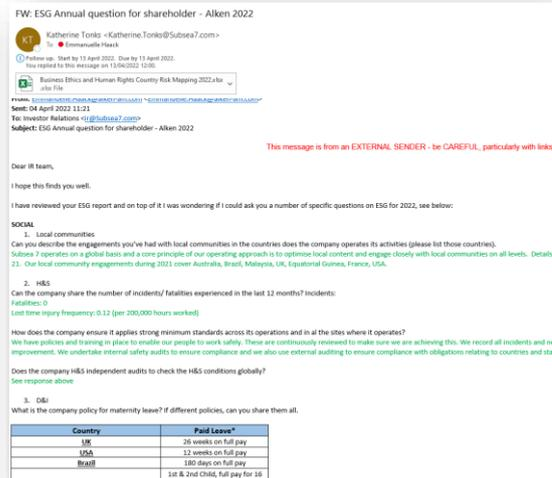 FW: ESG Annual question for shareholder - Alken 2022
KT
Katherine Tonks <Katherine.Tonks@Subsea7.com>
To Emmanuelle Haack
Follow up. Start by 13 April 2022. Due by 13 April 2022.
You replied to this message on 13/04/2022 12:00.
Business Ethics and Human Rights Country Risk Mapping 2022.xlsx
.xlsx File
Sent: 04 April 2022 11:21
To: Investor Relations <ir@Subsea7.com>
Subject: ESG Annual question for shareholder - Alken 2022
This message is from an EXTERNAL SENDER - be CAREFUL, particularly with links
Dear IR team,
I hope this finds you well.
I have reviewed your ESG report and on top of it I was wondering if I could ask you a number of specific questions on ESG for 2022, see below:
SOCIAL
1. Local communities
Can you describe the engagements you've had with local communities in the countries does the company operates its activities (please list those countries).
Subsea 7 operates on a global basis and a core principle of our operating approach is to optimise local content and engage closely with local communities on all levels. Details
21. Our local community engagements during 2021 cover Australia, Brazil, Malaysia, UK, Equatorial Guinea, France, USA.
2. H&S
Can the company share the number of incidents/ fatalities experienced in the last 12 months? Incidents:
Fatalities: 0
Lost time injury frequency: 0.12 (per 200,000 hours worked)
How does the company ensure it applies strong minimum standards across its operations and in al the sites where it operates?
We have policies and training in place to enable our people to work safely. These are continuously reviewed to make sure we are achieving this. We record all incidents and
improvement. We undertake internal safety audits to ensure compliance and we also use external auditing to ensure compliance with obligations relating to countries and
Does the company H&S independent audits to check the H&S conditions globally?
See response above
3. D&I
What is the company policy for maternity leave? If different policies, can you share them all.
Country Paid Leave*
UK 26 weeks on full pay
USA 12 weeks on full pay
Brazil 180 days on full pay
1st & 2nd Child, full pay for 16